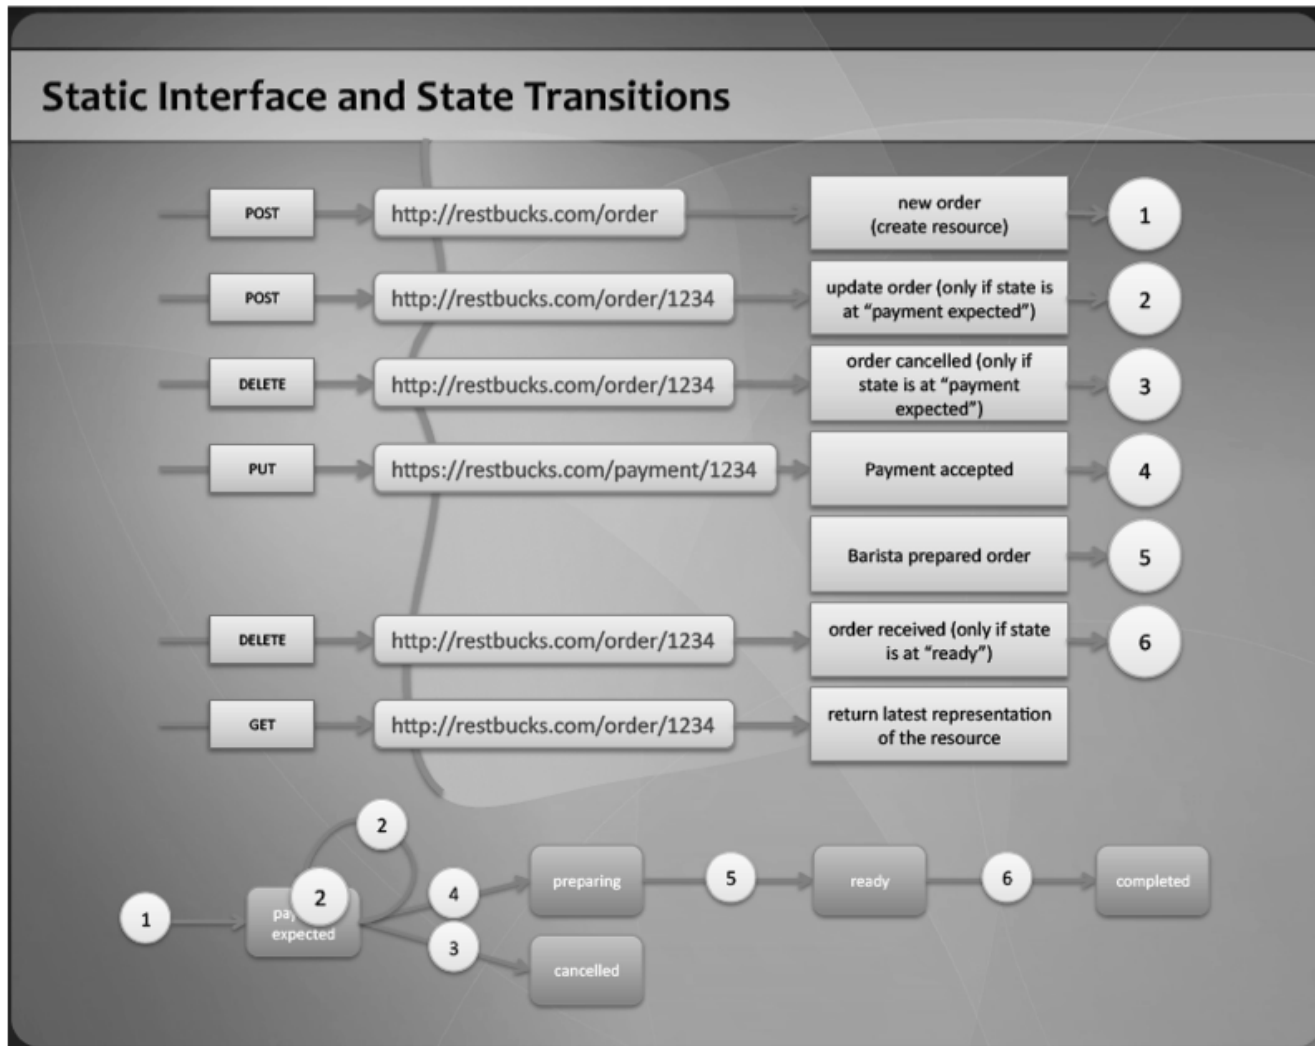 Static Interface and State Transitions
POST
http://restbucks.com/order
new order
(create resource)
1
POST
http://restbucks.com/order/1234
update order (only if state is
at “payment expected”)
2
DELETE
http://restbucks.com/order/1234
order cancelled (only if
state is at “payment
expected”)
3
PUT
https://restbucks.com/payment/1234
Payment accepted
4
Barista prepared order
5
DELETE
http://restbucks.com/order/1234
order received (only if state
is at “ready”)
6
GET
http://restbucks.com/order/1234
return latest representation
of the resource
1
2
2
expected
4
3
preparing
cancelled
5
ready
6
completed